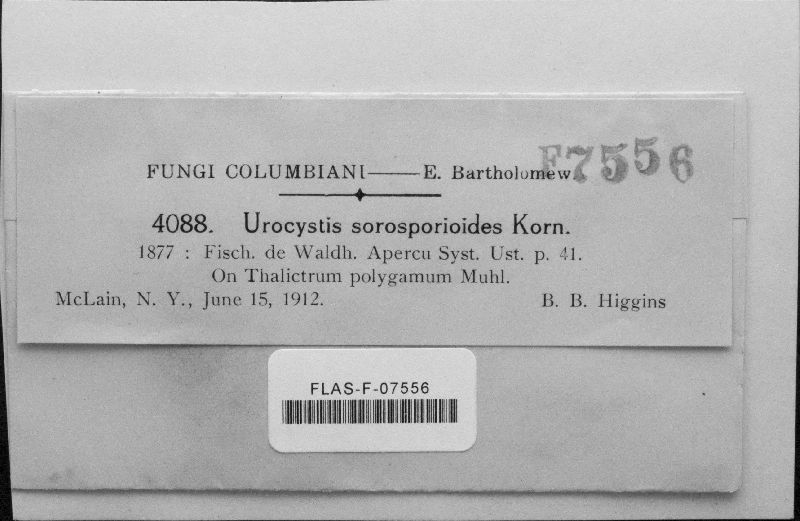 FUNGI COLUMBIANI——E. Bartholomew.
F7556
4088. Urocystis sorosporioides Korn.
1877 : Fisch. de Waldh. Apercu Syst. Ust. p. 41.
On Thalictrum polygamum Muhl.
McLain, N. Y., June 15, 1912. B. B. Higgins
FLAS-F-07556